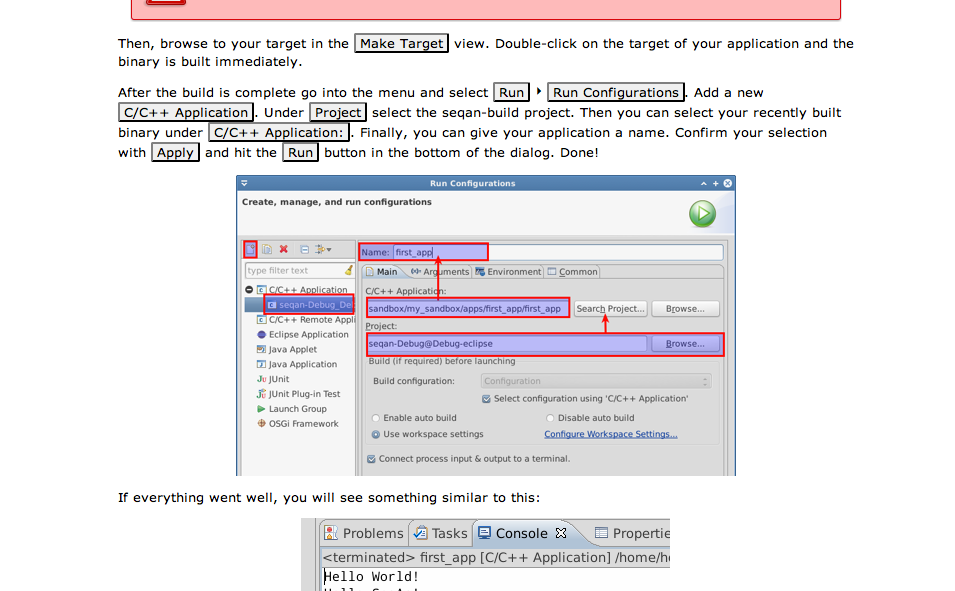 Then, browse to your target in the Make Target view. Double-click on the target of your application and the
binary is built immediately.
After the build is complete go into the menu and select Run ‣ Run Configurations. Add a new
C/C++ Application. Under Project select the seqan-build project. Then you can select your recently built
binary under C/C++ Application:. Finally, you can give your application a name. Confirm your selection
with Apply and hit the Run button in the bottom of the dialog. Done!
Run Configurations
Create, manage, and run configurations
Name: first_app
type filter text
Main Arguments Environment Common
C/C++ Application
C/C++ Application:
seqan-Debug_De
sandbox/my_sandbox/apps/first_app/first_app Search Project... Browse...
C/C++ Remote Appli
Project:
Eclipse Application
seqan-Debug@Debug-eclipse Browse...
Java Applet
Build (if required) before launching
Java Application
JUnit
Build configuration: Configuration
JUnit Plug-in Test
Select configuration using 'C/C++ Application'
Launch Group
Enable auto build Disable auto build
OSGi Framework
Use workspace settings Configure Workspace Settings...
Connect process input & output to a terminal.
If everything went well, you will see something similar to this:
Problems Tasks Console Propertie
<terminated> first_app [C/C++ Application] /home/h
Hello World!